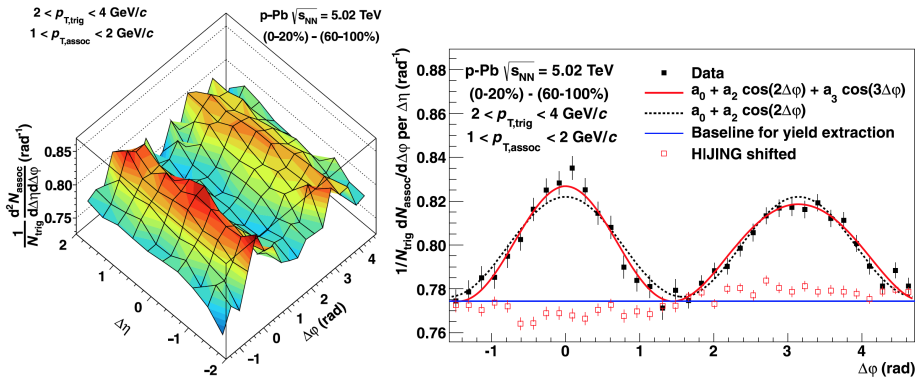 2 < p_T,trig < 4 GeV/c
1 < p_T,assoc < 2 GeV/c
p-Pb √s_NN = 5.02 TeV
(0-20%) - (60-100%)
1/N_trig d²N_assoc/dΔηdΔφ (rad⁻¹)
0.85
0.80
0.75
2
1
0
-1
-2
Δη
-1
0
1
2
3
4
Δφ (rad)
1/N_trig dN_assoc/dΔφ per Δη (rad⁻¹)
0.88
0.86
0.84
0.82
0.80
0.78
0.76
p-Pb √s_NN = 5.02 TeV
(0-20%) - (60-100%)
2 < p_T,trig < 4 GeV/c
1 < p_T,assoc < 2 GeV/c
Data
a₀ + a₂ cos(2Δφ) + a₃ cos(3Δφ)
a₀ + a₂ cos(2Δφ)
Baseline for yield extraction
HIJING shifted
-1
0
1
2
3
4
Δφ (rad)